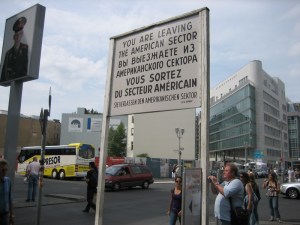 YOU ARE LEAVING
THE AMERICAN SECTOR
ВЫ ВЫЕЗЖАЕТЕ ИЗ
АМЕРИКАНСКОГО СЕКТОРА
VOUS SORTEZ
DU SECTEUR AMÉRICAIN
SIE VERLASSEN DEN AMERIKANISCHEN SEKTOR